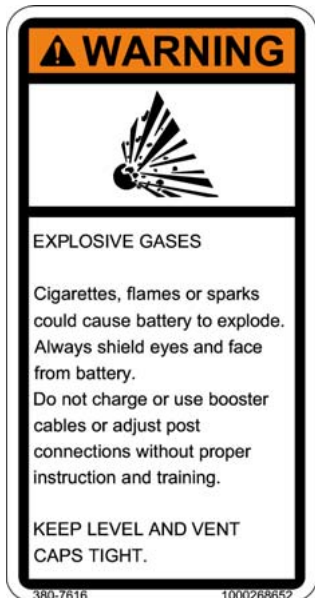 WARNING
EXPLOSIVE GASES
Cigarettes, flames or sparks
could cause battery to explode.
Always shield eyes and face
from battery.
Do not charge or use booster
cables or adjust post
connections without proper
instruction and training.
KEEP LEVEL AND VENT
CAPS TIGHT.
380-7616 1000268652